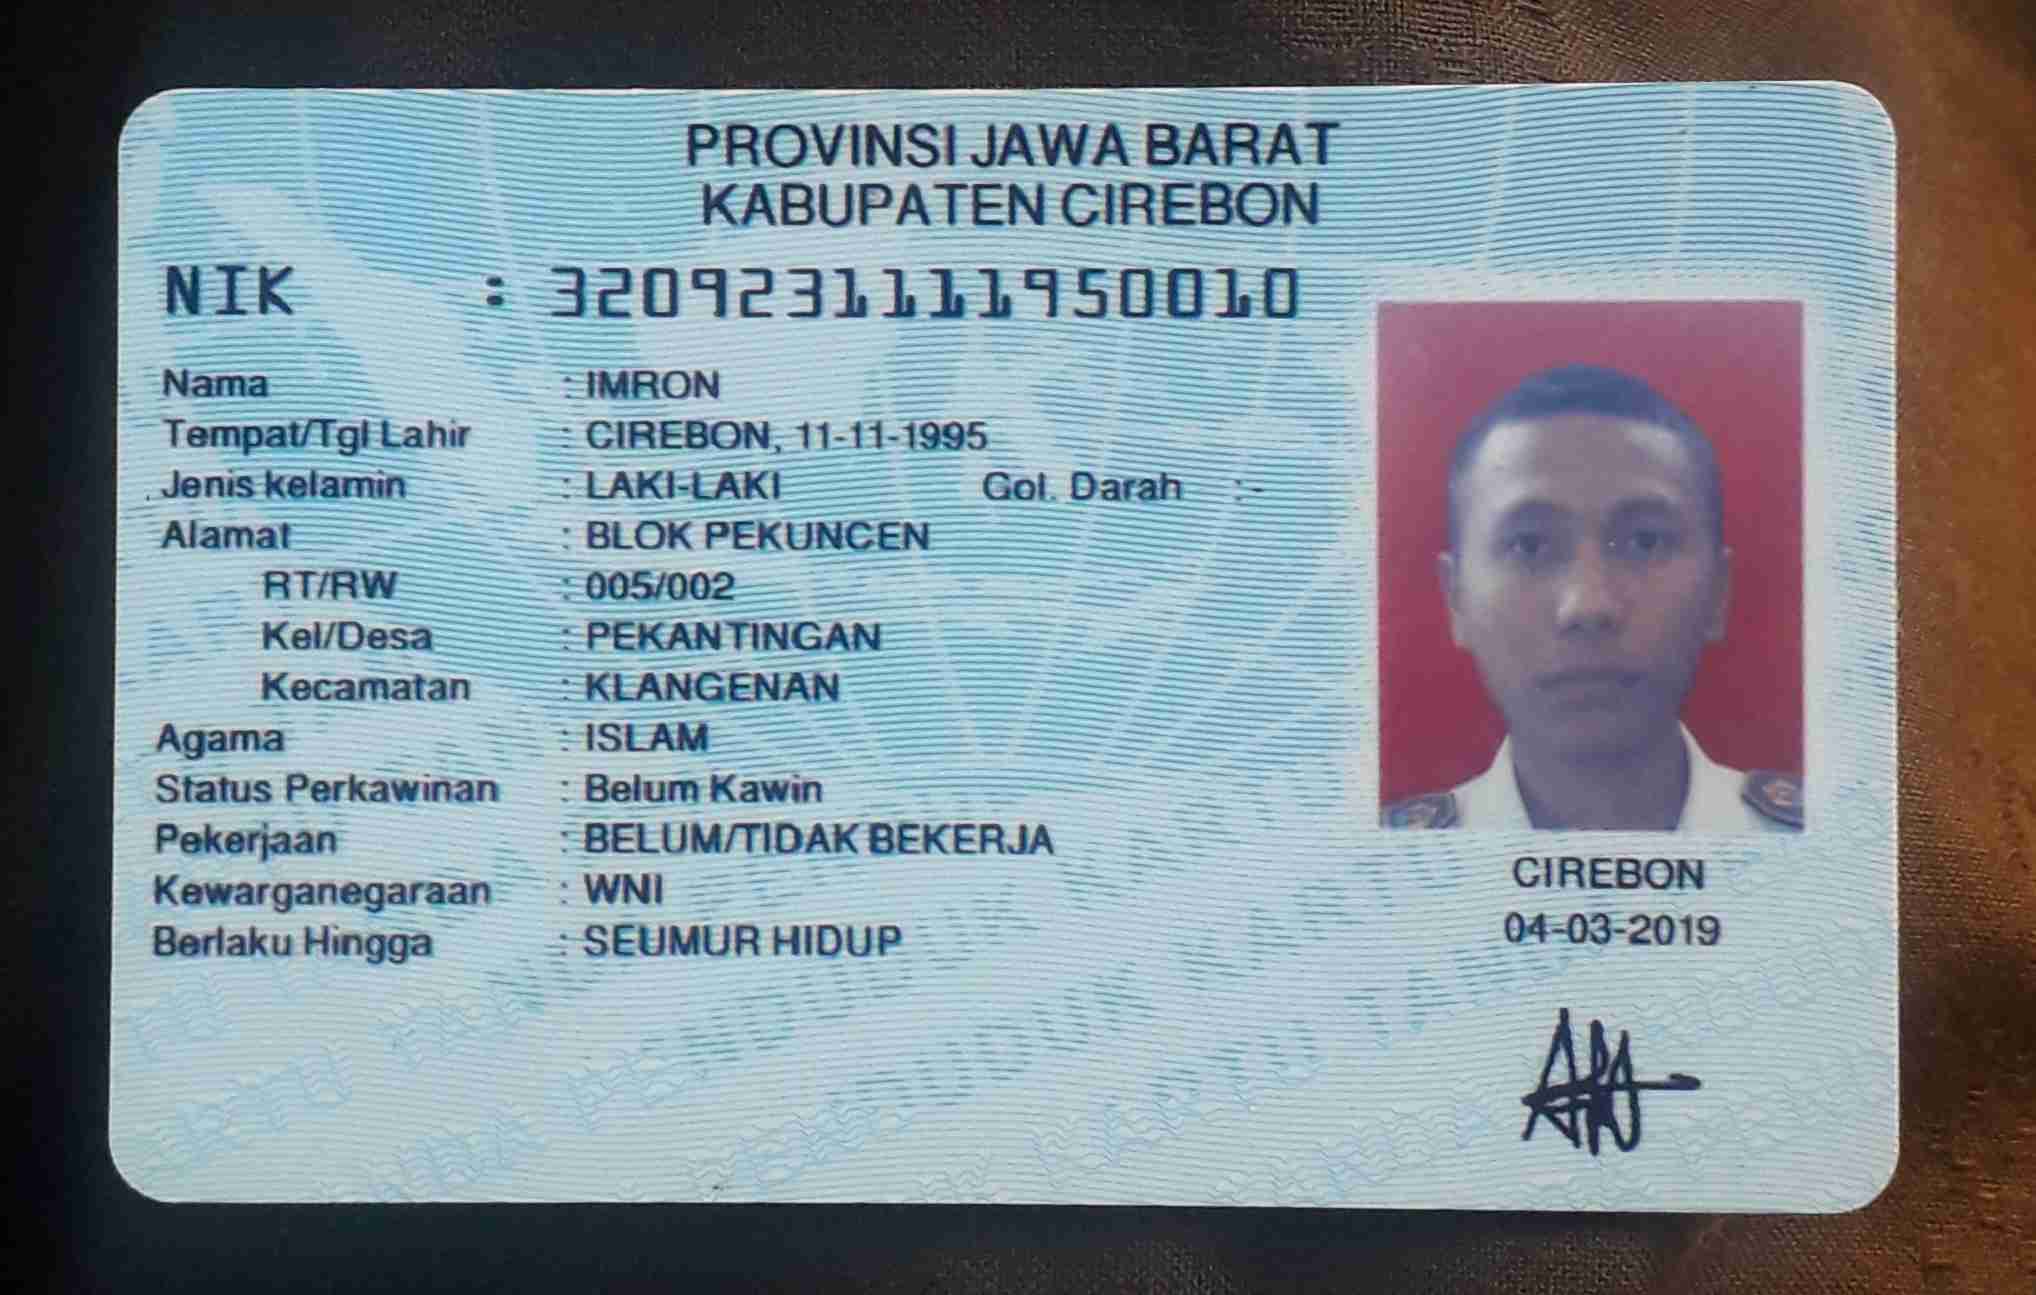 PROVINSI JAWA BARAT
KABUPATEN CIREBON
NIK : 3209231111950010
Nama : IMRON
Tempat/Tgl Lahir : CIREBON, 11-11-1995
Jenis kelamin : LAKI-LAKI Gol. Darah : -
Alamat : BLOK PEKUNCEN
RT/RW : 005/002
Kel/Desa : PEKANTINGAN
Kecamatan : KLANGENAN
Agama : ISLAM
Status Perkawinan : Belum Kawin
Pekerjaan : BELUM/TIDAK BEKERJA
Kewarganegaraan : WNI
Berlaku Hingga : SEUMUR HIDUP
CIREBON
04-03-2019